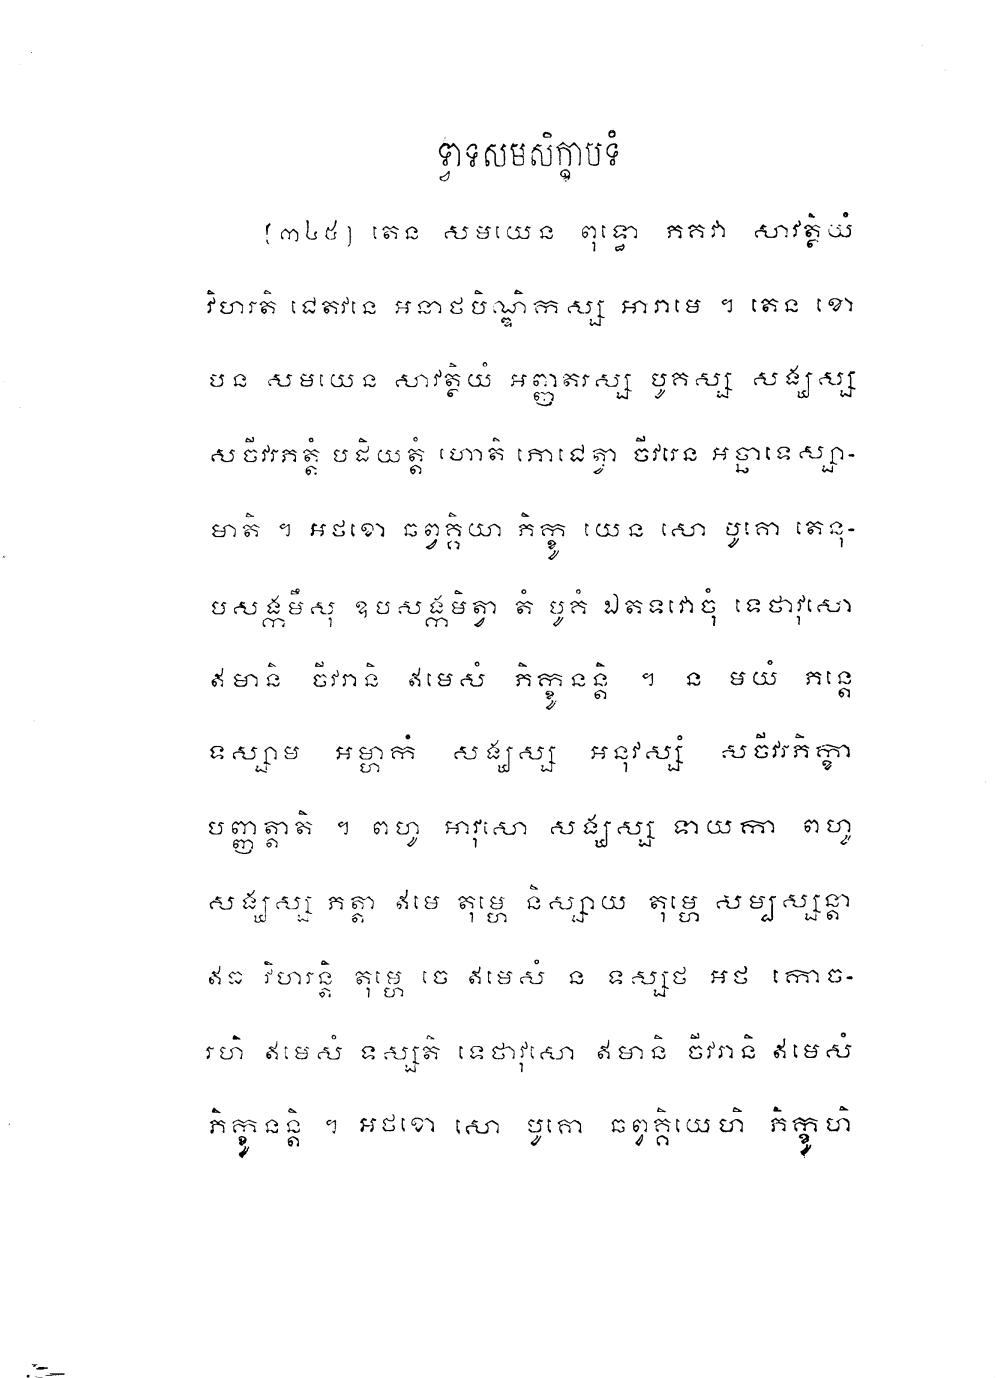 ទ្វាទសមសិក្ខាបទំ
[៣៤៥] តេន សមយេន ពុទ្ធោ ភគវា សាវត្ថិយំ
វិហរតិ ជេតវនេ អនាថបិណ្ឌិកស្ស អារាមេ ។ តេន ខោ
បន សមយេន សាវត្ថិយំ អញ្ញតរស្ស បូគស្ស សង្ឃស្ស
សចីវរភត្តំ បដិយត្តំ ហោតិ ភោជេត្វា ចីវរេន អច្ឆាទេស្សា-
មាតិ ។ អថខោ ឆព្វគ្គិយា ភិក្ខូ យេន សោ បូគោ តេនុ-
បសង្កមឹសុ ឧបសង្កមិត្វា តំ បូគំ ឯតទវោចុំ ទេថាវុសោ
ឥមានិ ចីវរានិ ឥមេសំ ភិក្ខូនន្តិ ។ ន មយំ ភន្តេ
ទស្សាម អម្ហាកំ សង្ឃស្ស អនុវស្សំ សចីវរភិក្ខា
បញ្ញត្តាតិ ។ ពហូ អាវុសោ សង្ឃស្ស ទាយកា ពហូ
សង្ឃស្ស ភត្តា ឥមេ តុម្ហេ និស្សាយ តុម្ហេ សម្បស្សន្តា
ឥធ វិហរន្តិ តុម្ហេ ចេ ឥមេសំ ន ទស្សថ អថ កោច-
រហិ ឥមេសំ ទស្សតិ ទេថាវុសោ ឥមានិ ចីវរានិ ឥមេសំ
ភិក្ខូនន្តិ ។ អថខោ សោ បូគោ ឆព្វគ្គិយេហិ ភិក្ខូហិ